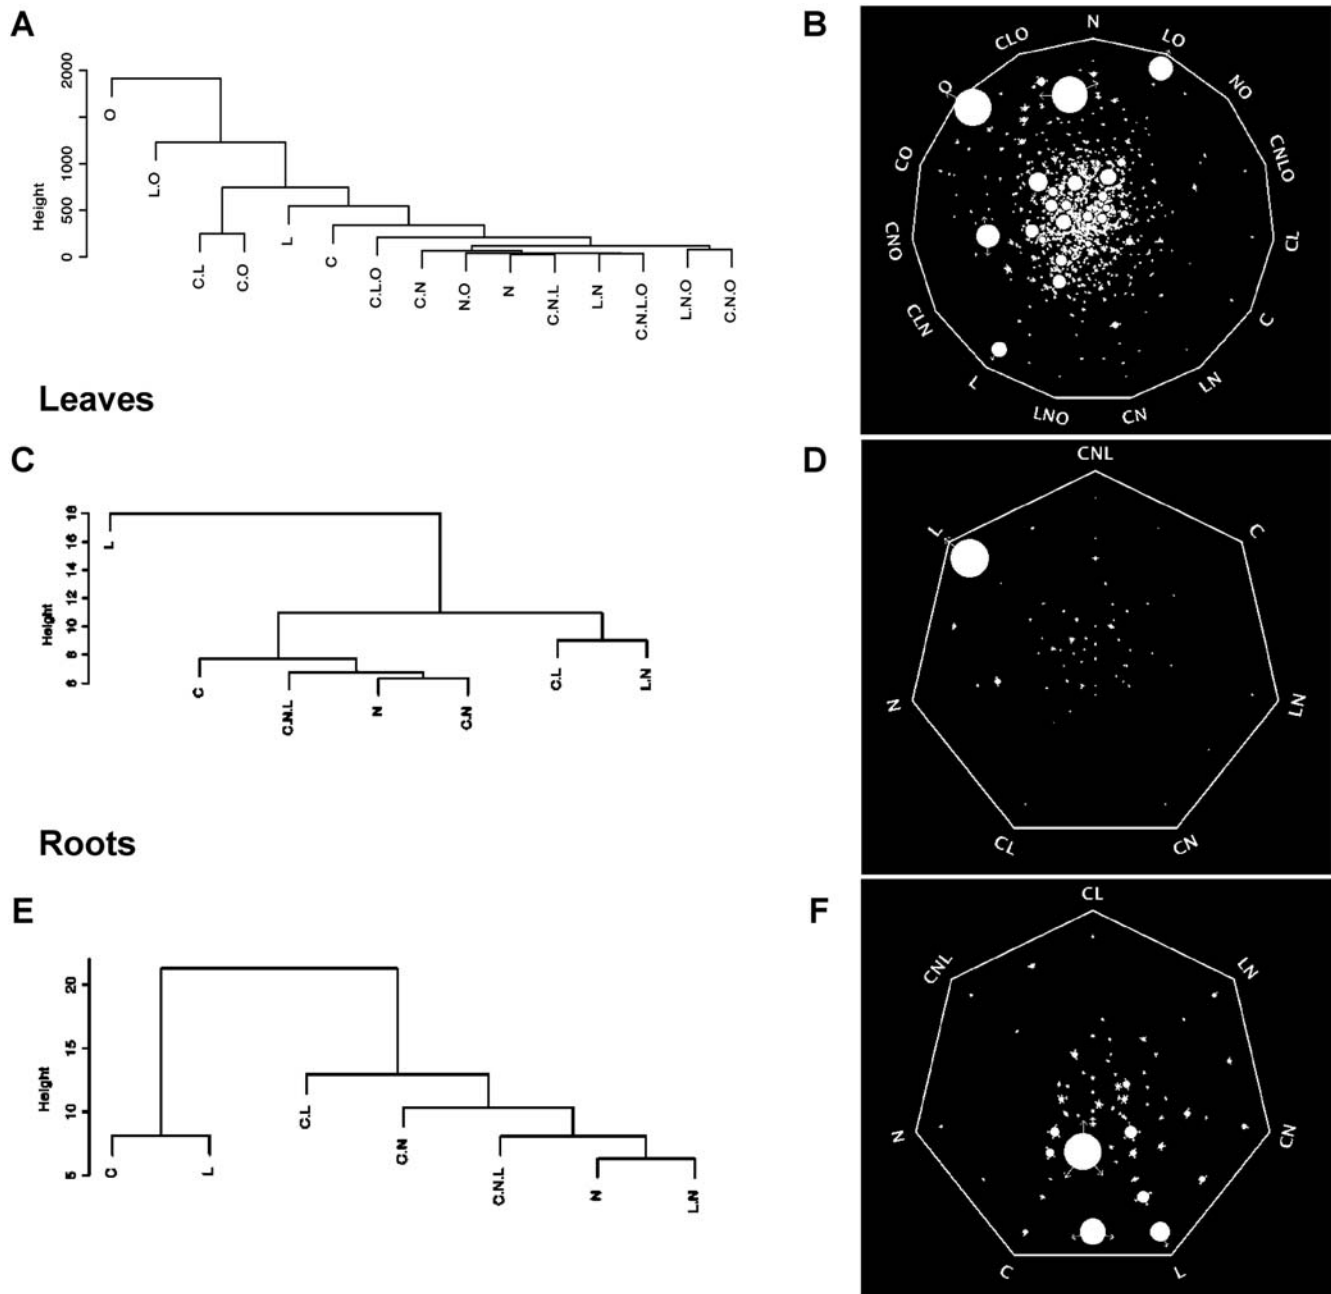 A
Height
2000
1000
500
0
O
L.O
C.L
C.O
L
C
C.L.O
C.N
N.O
N
C.N.L
L.N
C.N.L.O
L.N.O
C.N.O
B
N
LO
NO
CNLO
CL
C
LN
CN
LNO
L
CLN
CNO
CO
O
CLO
Leaves
C
Height
18
16
14
12
10
8
6
L
C
C.N.L
N
C.N
C.L
L.N
D
CNL
C
LN
CN
CL
N
L
Roots
E
Height
20
15
10
5
C
L
C.L
C.N
C.N.L
N
L.N
F
CL
LN
CN
L
C
N
CNL